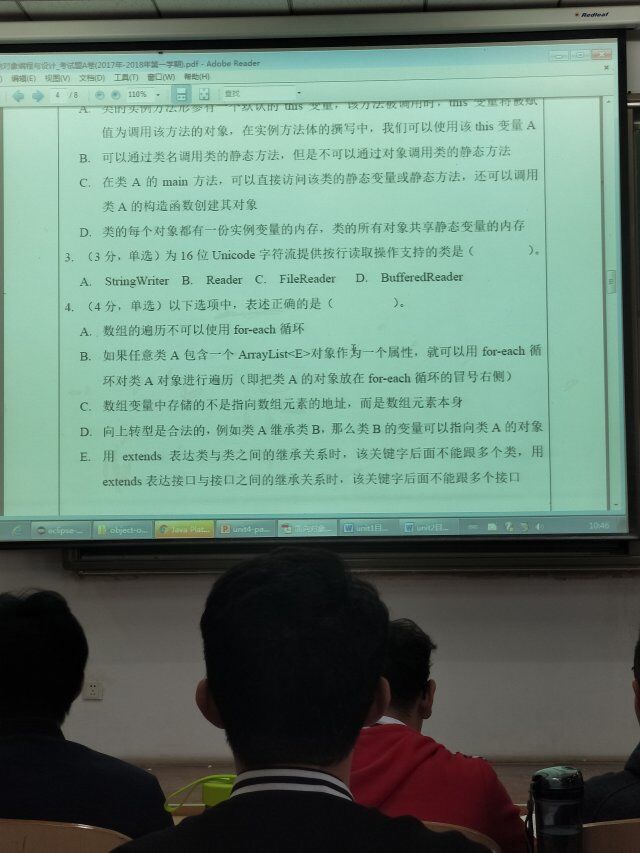 Redleaf
对象编程与设计_考试题A卷(2017年-2018年第一学期).pdf - Adobe Reader
编辑(E) 视图(V) 文档(D) 工具(T) 窗口(W) 帮助(H)
4 / 8 110% 查找
A. 类的实例方法形参有一个默认的 this 变量，该方法被调用时，this 变量将被赋
值为调用该方法的对象，在实例方法体的撰写中，我们可以使用该 this 变量 A
B. 可以通过类名调用类的静态方法，但是不可以通过对象调用类的静态方法
C. 在类 A 的 main 方法，可以直接访问该类的静态变量或静态方法，还可以调用
类 A 的构造函数创建其对象
D. 类的每个对象都有一份实例变量的内存，类的所有对象共享静态变量的内存
3. （3 分，单选）为 16 位 Unicode 字符流提供按行读取操作支持的类是（ ）。
A. StringWriter B. Reader C. FileReader D. BufferedReader
4. （4 分，单选）以下选项中，表述正确的是（ ）。
A. 数组的遍历不可以使用 for-each 循环
B. 如果任意类 A 包含一个 ArrayList<E>对象作为一个属性，就可以用 for-each 循
环对类 A 对象进行遍历（即把类 A 的对象放在 for-each 循环的冒号右侧）
C. 数组变量中存储的不是指向数组元素的地址，而是数组元素本身
D. 向上转型是合法的，例如类 A 继承类 B，那么类 B 的变量可以指向类 A 的对象
E. 用 extends 表达类与类之间的继承关系时，该关键字后面不能跟多个类，用
extends 表达接口与接口之间的继承关系时，该关键字后面不能跟多个接口
eclipse-... object-o... Java Plat... unit4-pa... 面向对象... unit1目... unit2目... 10:46